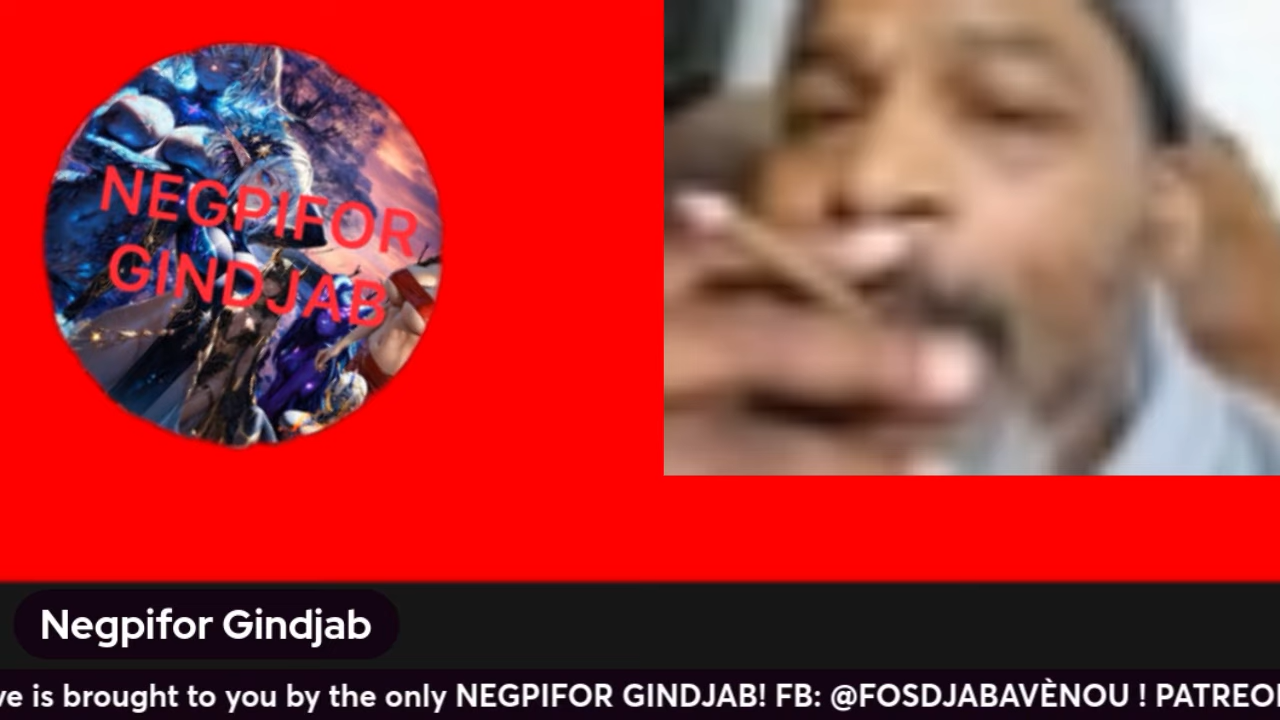 NEGPIFOR
GINDJAB
Negpifor Gindjab
ve is brought to you by the only NEGPIFOR GINDJAB! FB: @FOSDJABAVÈNOU ! PATREO